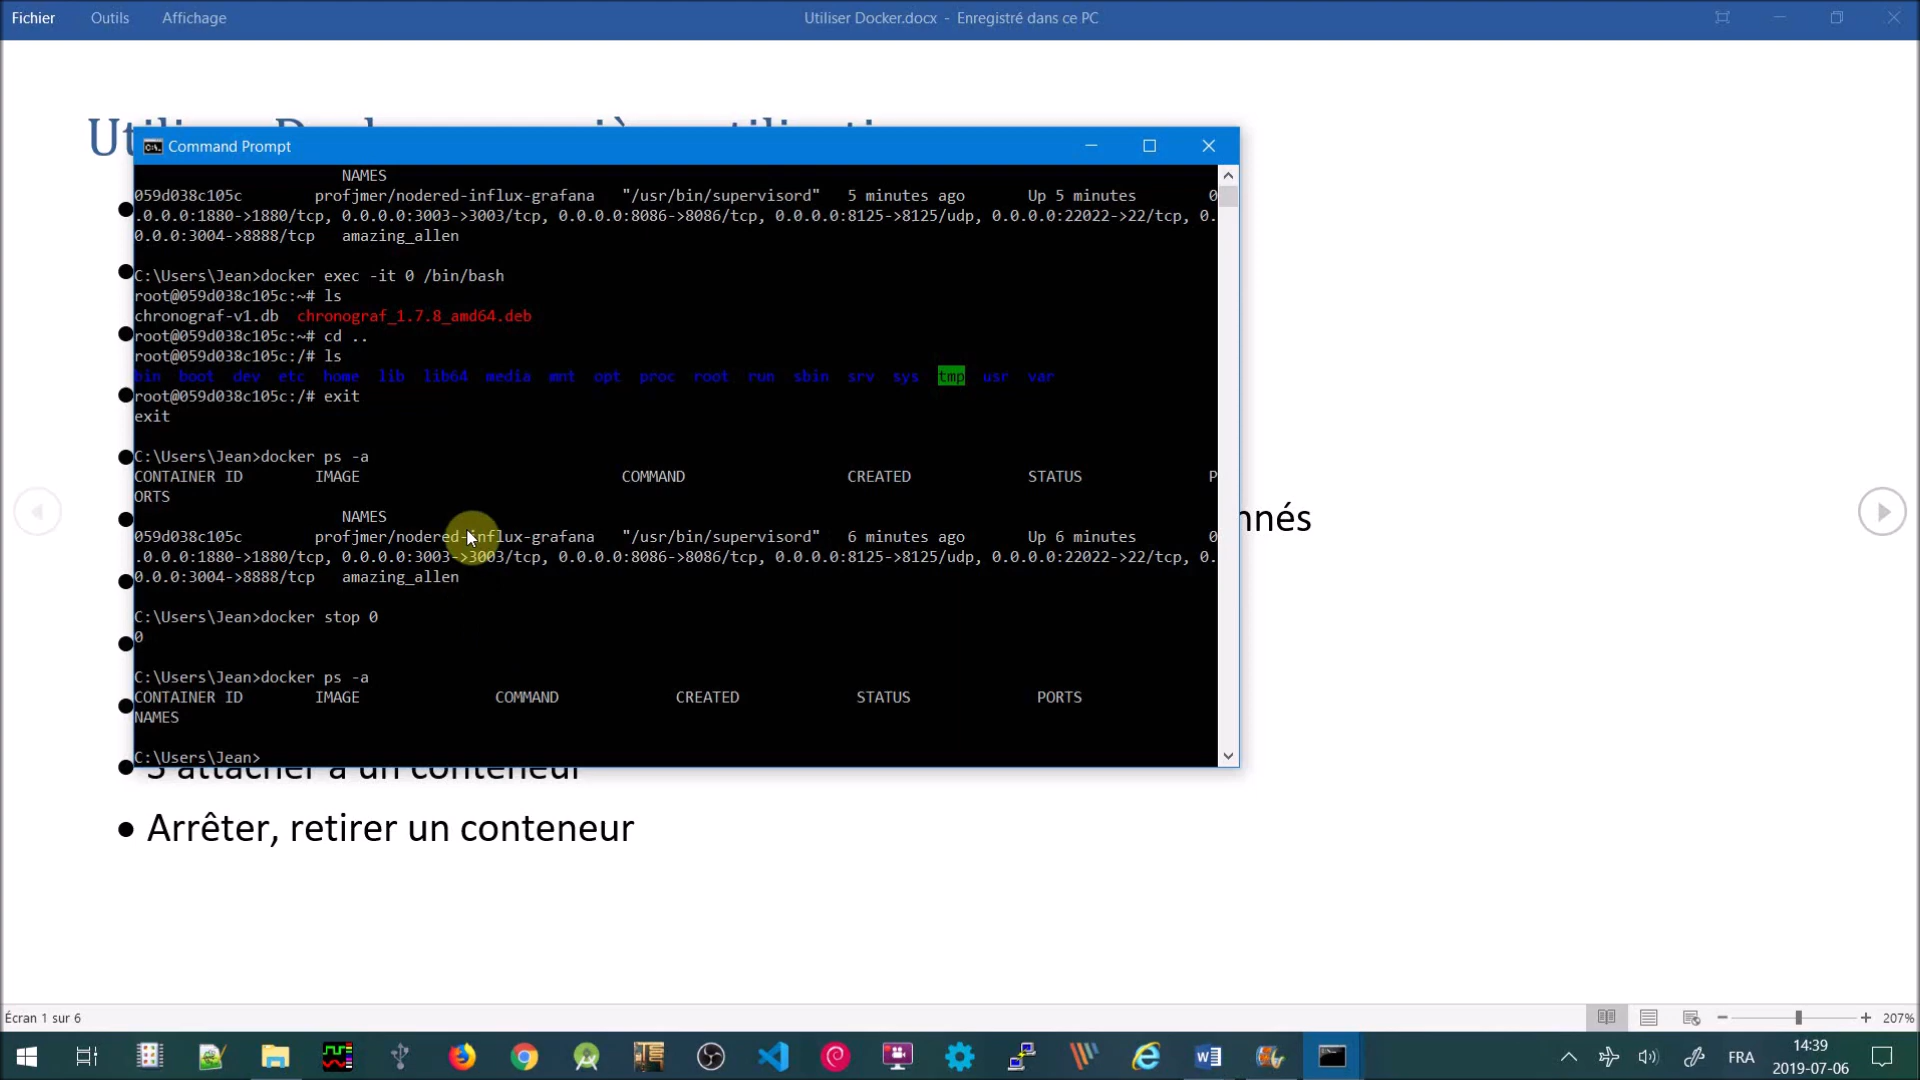 Fichier Outils Affichage Utiliser Docker.docx - Enregistré dans ce PC
Command Prompt
NAMES
059d038c105c profjmer/nodered-influx-grafana "/usr/bin/supervisord" 5 minutes ago Up 5 minutes 0
.0.0.0:1880->1880/tcp, 0.0.0.0:3003->3003/tcp, 0.0.0.0:8086->8086/tcp, 0.0.0.0:8125->8125/udp, 0.0.0.0:22022->22/tcp, 0.
0.0.0:3004->8888/tcp amazing_allen
C:\Users\Jean>docker exec -it 0 /bin/bash
root@059d038c105c:~# ls
chronograf-v1.db chronograf_1.7.8_amd64.deb
root@059d038c105c:~# cd ..
root@059d038c105c:/# ls
bin boot dev etc home lib lib64 media mnt opt proc root run sbin srv sys tmp usr var
root@059d038c105c:/# exit
exit
C:\Users\Jean>docker ps -a
CONTAINER ID IMAGE COMMAND CREATED STATUS P
ORTS
NAMES
059d038c105c profjmer/nodered-influx-grafana "/usr/bin/supervisord" 6 minutes ago Up 6 minutes 0
.0.0.0:1880->1880/tcp, 0.0.0.0:3003->3003/tcp, 0.0.0.0:8086->8086/tcp, 0.0.0.0:8125->8125/udp, 0.0.0.0:22022->22/tcp, 0.
0.0.0:3004->8888/tcp amazing_allen
nnés
C:\Users\Jean>docker stop 0
0
C:\Users\Jean>docker ps -a
CONTAINER ID IMAGE COMMAND CREATED STATUS PORTS
NAMES
C:\Users\Jean>
● S'attacher à un conteneur
● Arrêter, retirer un conteneur
Écran 1 sur 6
207%
FRA
14:39
2019-07-06